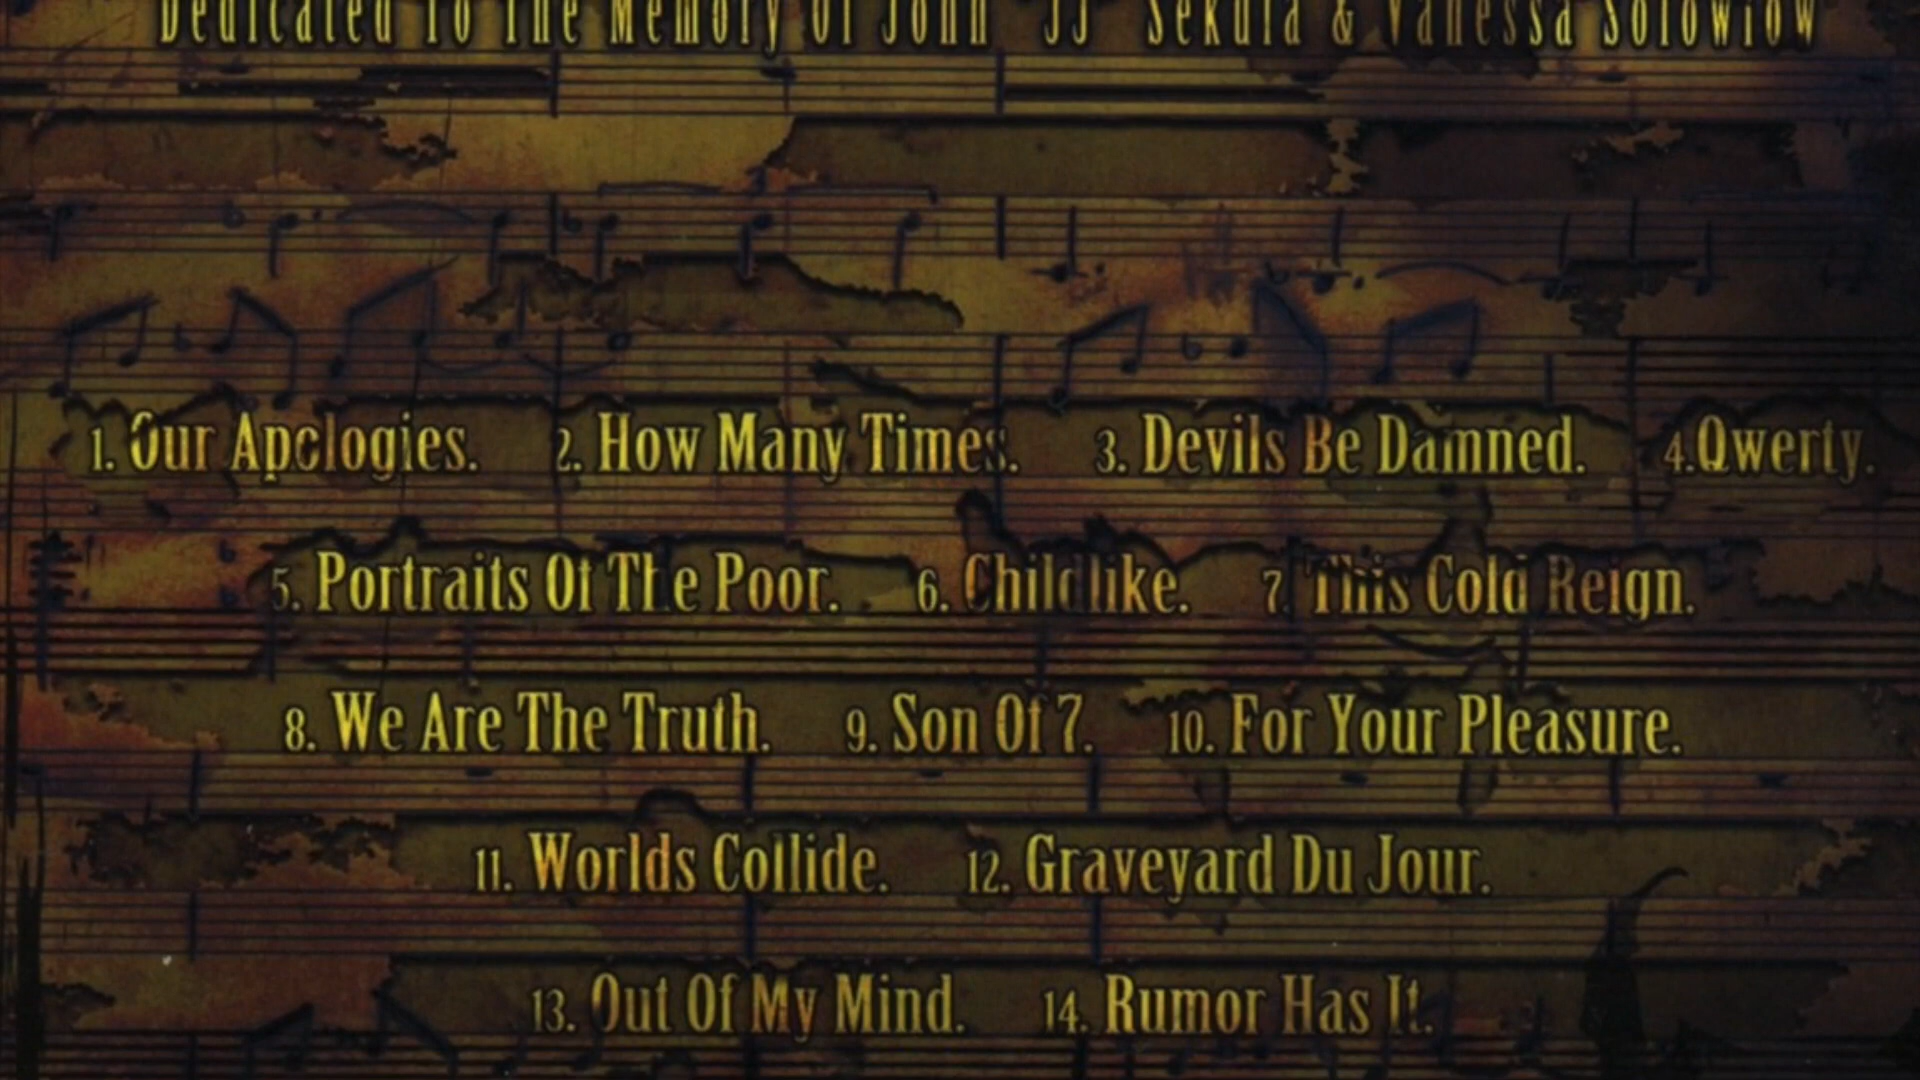 Dedicated To The Memory Of John "JJ" Sekula & Vanessa Solowiow
1. Our Apologies. 2. How Many Times. 3. Devils Be Damned. 4.Qwerty.
5. Portraits Of The Poor. 6. Childlike. 7. This Cold Reign.
8. We Are The Truth. 9. Son Of 7. 10. For Your Pleasure.
11. Worlds Collide. 12. Graveyard Du Jour.
13. Out Of My Mind. 14. Rumor Has It.